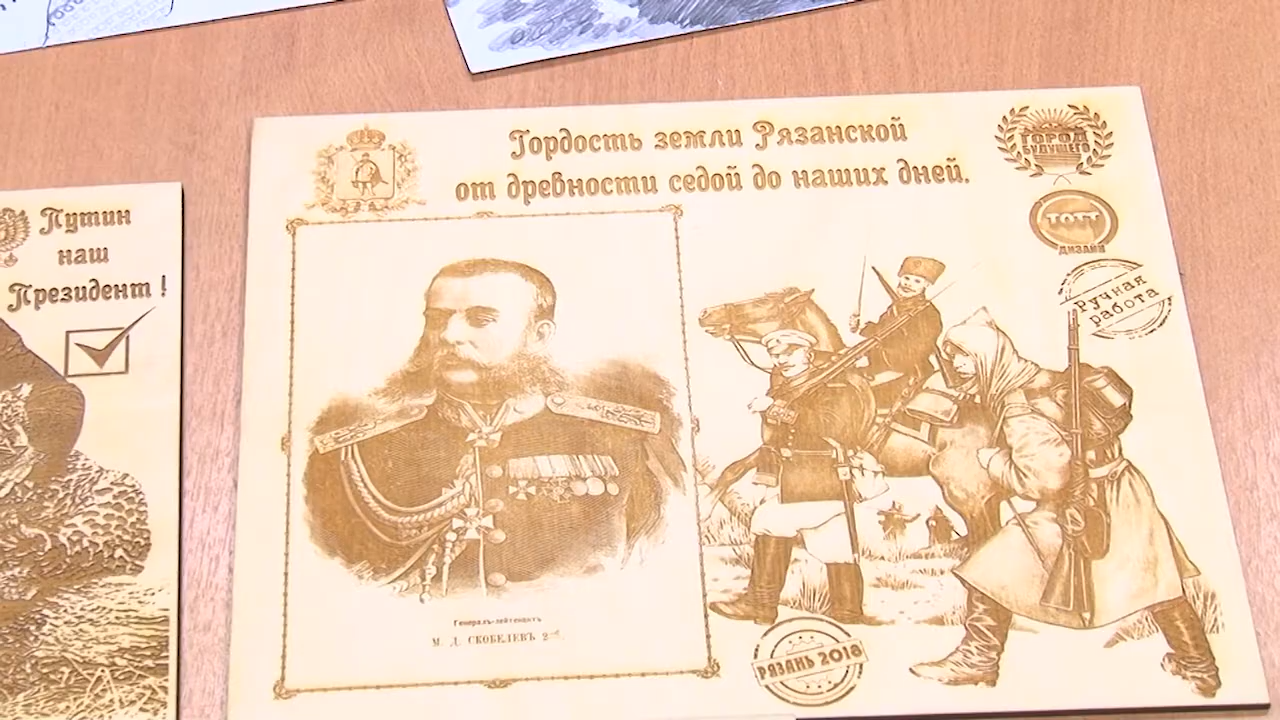 Путин
наш
Президент !
Гордость земли Рязанской
от древности седой до наших дней.
ГОРОД
БУДУЩЕГО
ТОТТ
ДИЗАЙН
Ручная
работа
Генералъ-лейтенантъ
М. Д. СКОБЕЛЕВЪ 2
РЯЗАНЬ 2018